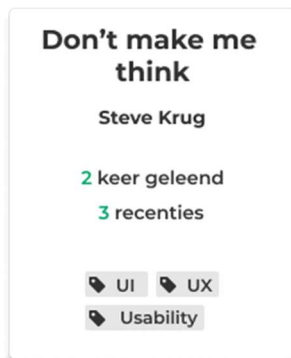 Don’t make me
think
Steve Krug
2 keer geleend
3 recenties
UI UX
Usability